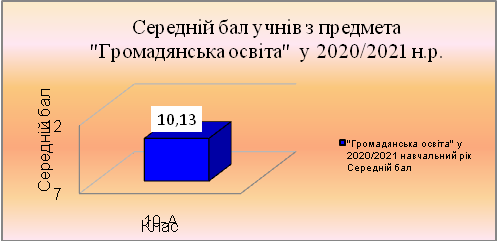 Середній бал учнів з предмета
"Громадянська освіта" у 2020/2021 н.р.
Середній бал
12
10,13
7
10-А
Клас
"Громадянська освіта" у
2020/2021 навчальний рік
Середній бал